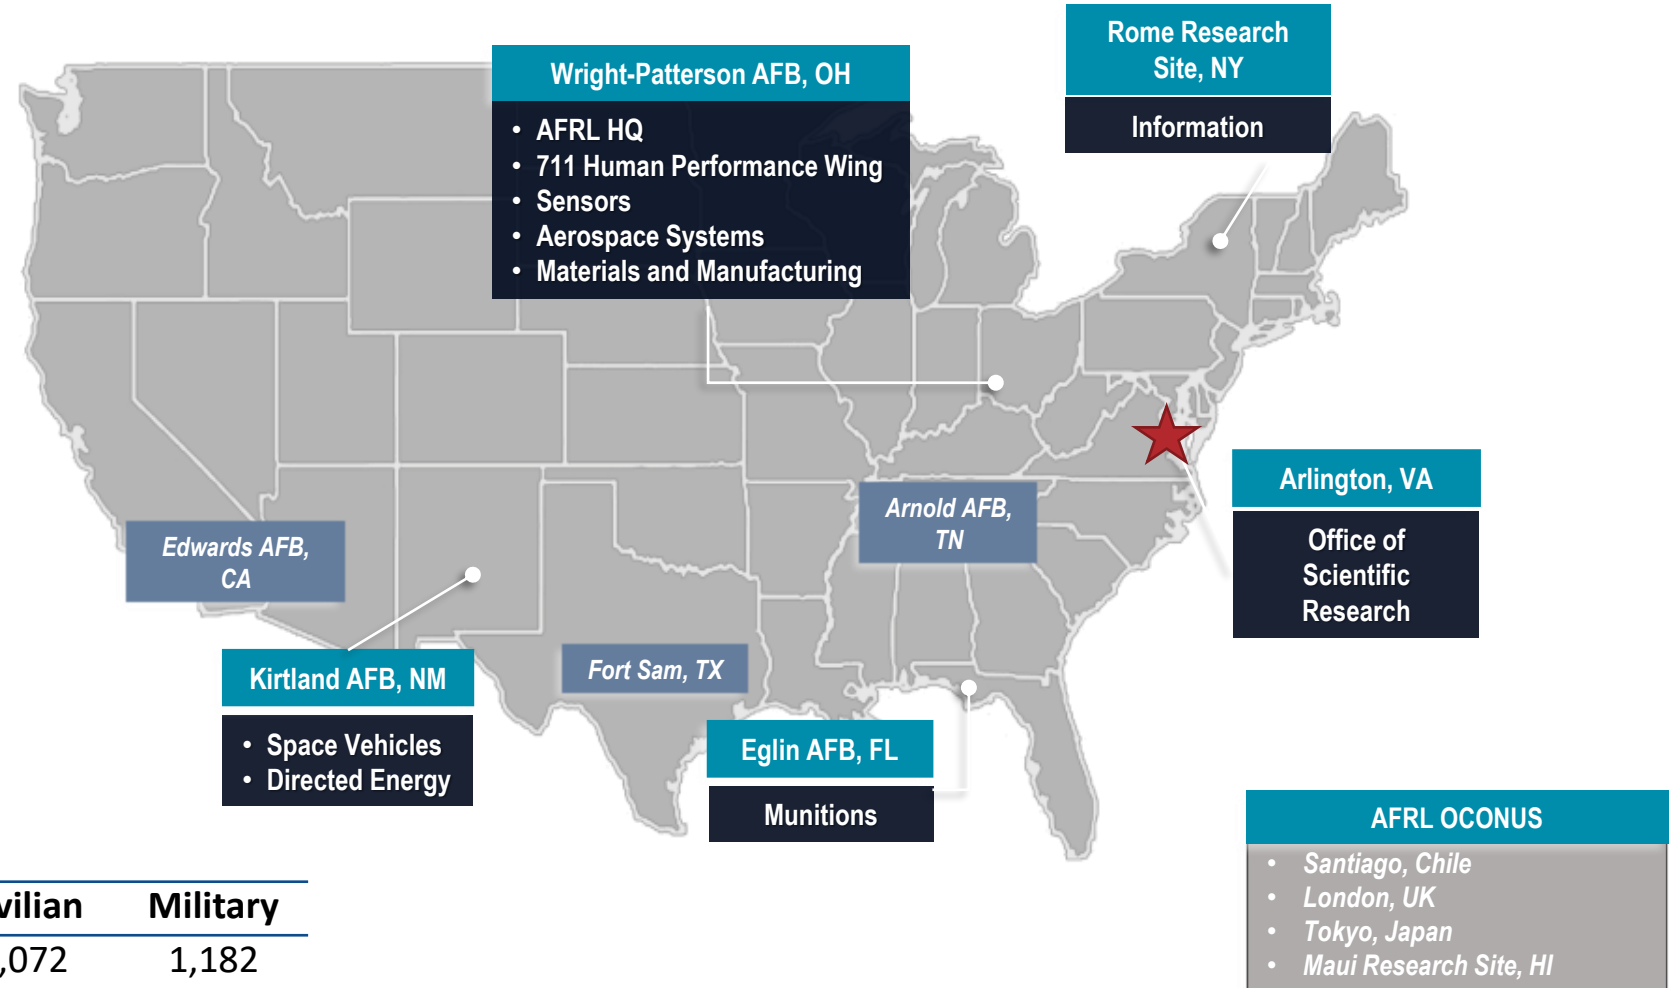 Rome Research
Site, NY
Information
Wright-Patterson AFB, OH
• AFRL HQ
• 711 Human Performance Wing
• Sensors
• Aerospace Systems
• Materials and Manufacturing
Arlington, VA
Office of
Scientific
Research
Arnold AFB,
TN
Edwards AFB,
CA
Fort Sam, TX
Kirtland AFB, NM
• Space Vehicles
• Directed Energy
Eglin AFB, FL
Munitions
AFRL OCONUS
• Santiago, Chile
• London, UK
• Tokyo, Japan
• Maui Research Site, HI
vilian Military
,072 1,182